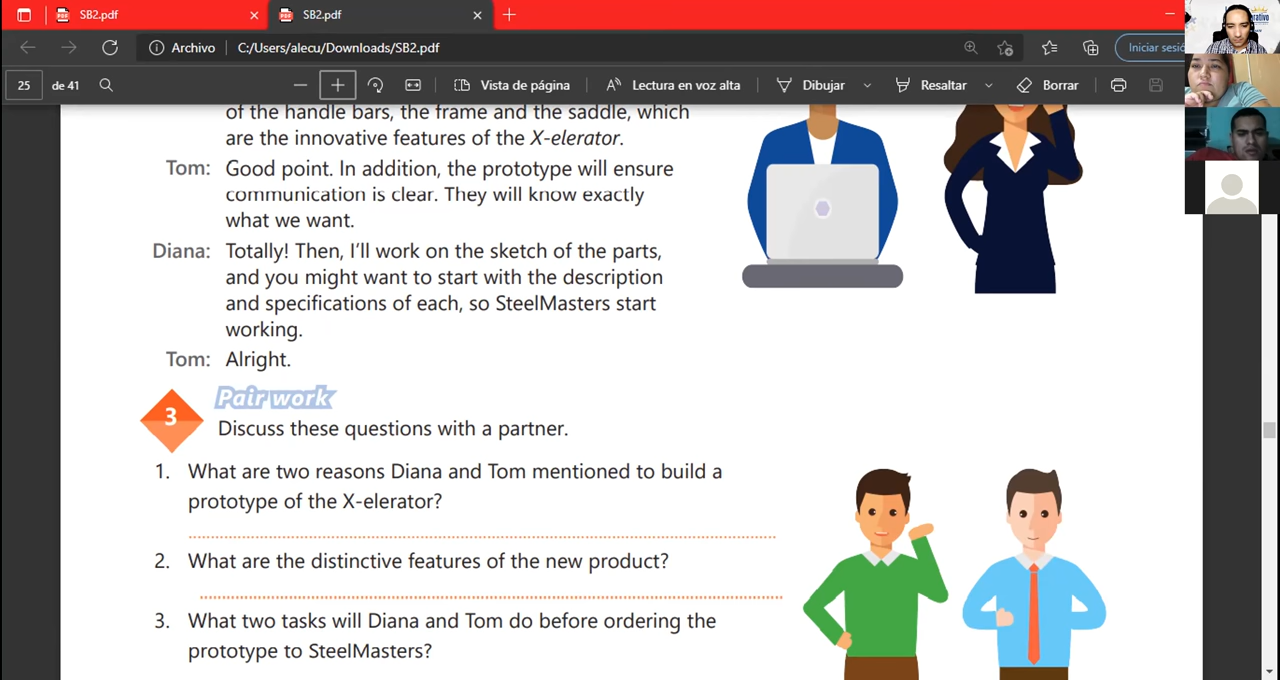 SB2.pdf
SB2.pdf
Archivo
C:/Users/alecu/Downloads/SB2.pdf
Iniciar sesió
25
de 41
Vista de página
Lectura en voz alta
Dibujar
Resaltar
Borrar
of the handle bars, the frame and the saddle, which
are the innovative features of the X-elerator.
Tom: Good point. In addition, the prototype will ensure
communication is clear. They will know exactly
what we want.
Diana: Totally! Then, I'll work on the sketch of the parts,
and you might want to start with the description
and specifications of each, so SteelMasters start
working.
Tom: Alright.
3
Pair work
Discuss these questions with a partner.
1. What are two reasons Diana and Tom mentioned to build a
prototype of the X-elerator?
2. What are the distinctive features of the new product?
3. What two tasks will Diana and Tom do before ordering the
prototype to SteelMasters?